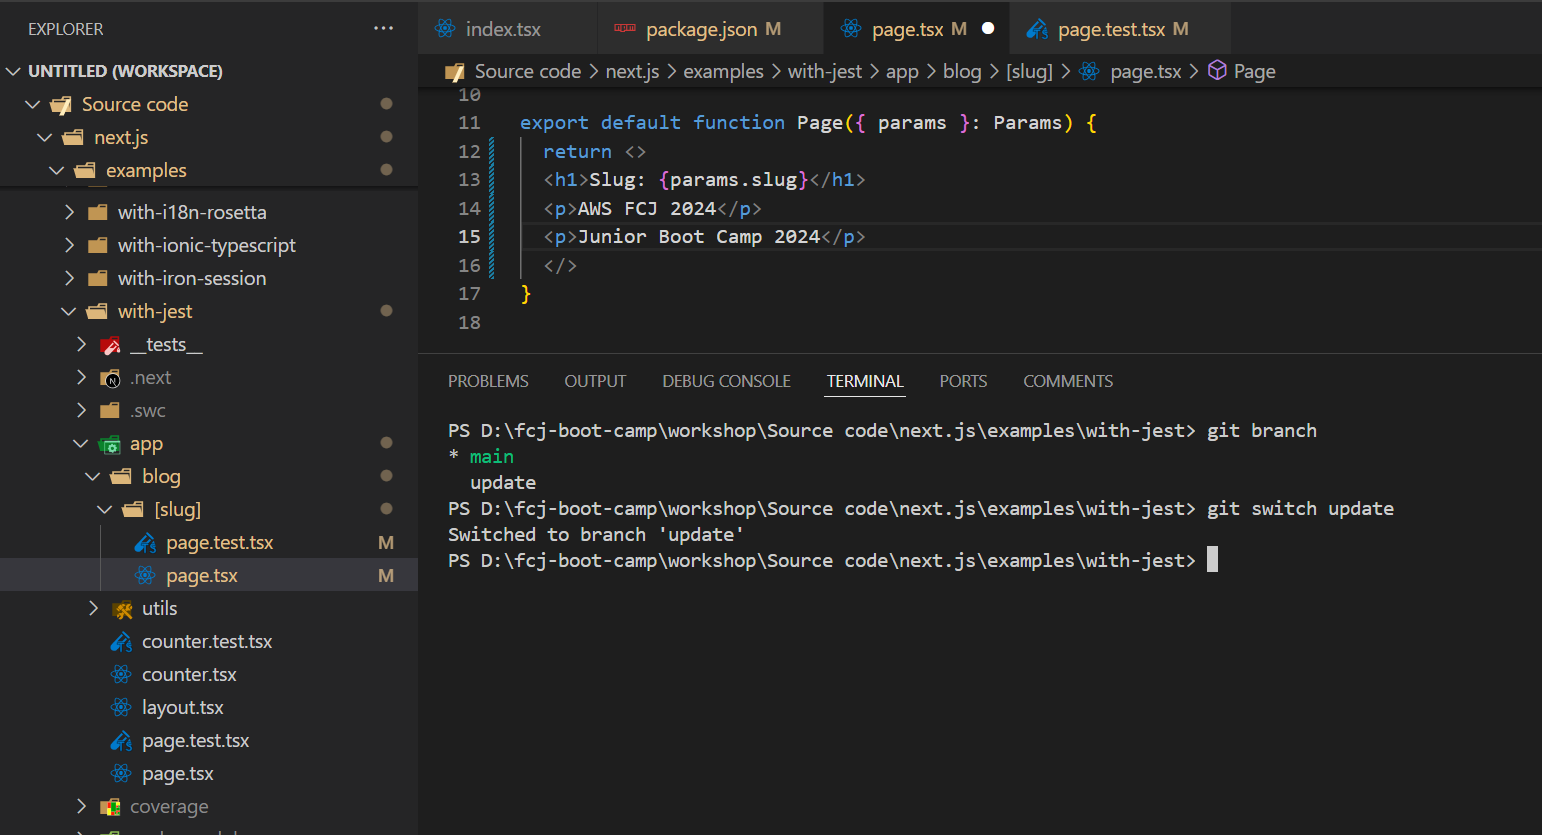 EXPLORER
UNTITLED (WORKSPACE)
Source code
next.js
examples
with-i18n-rosetta
with-ionic-typescript
with-iron-session
with-jest
__tests__
.next
.swc
app
blog
[slug]
page.test.tsx M
page.tsx M
utils
counter.test.tsx
counter.tsx
layout.tsx
page.test.tsx
page.tsx
coverage
index.tsx package.json M page.tsx M page.test.tsx M
Source code > next.js > examples > with-jest > app > blog > [slug] > page.tsx > Page
10
11 export default function Page({ params }: Params) {
12 return <>
13 <h1>Slug: {params.slug}</h1>
14 <p>AWS FCJ 2024</p>
15 <p>Junior Boot Camp 2024</p>
16 </>
17 }
18
PROBLEMS OUTPUT DEBUG CONSOLE TERMINAL PORTS COMMENTS
PS D:\fcj-boot-camp\workshop\Source code\next.js\examples\with-jest> git branch
* main
update
PS D:\fcj-boot-camp\workshop\Source code\next.js\examples\with-jest> git switch update
Switched to branch 'update'
PS D:\fcj-boot-camp\workshop\Source code\next.js\examples\with-jest>